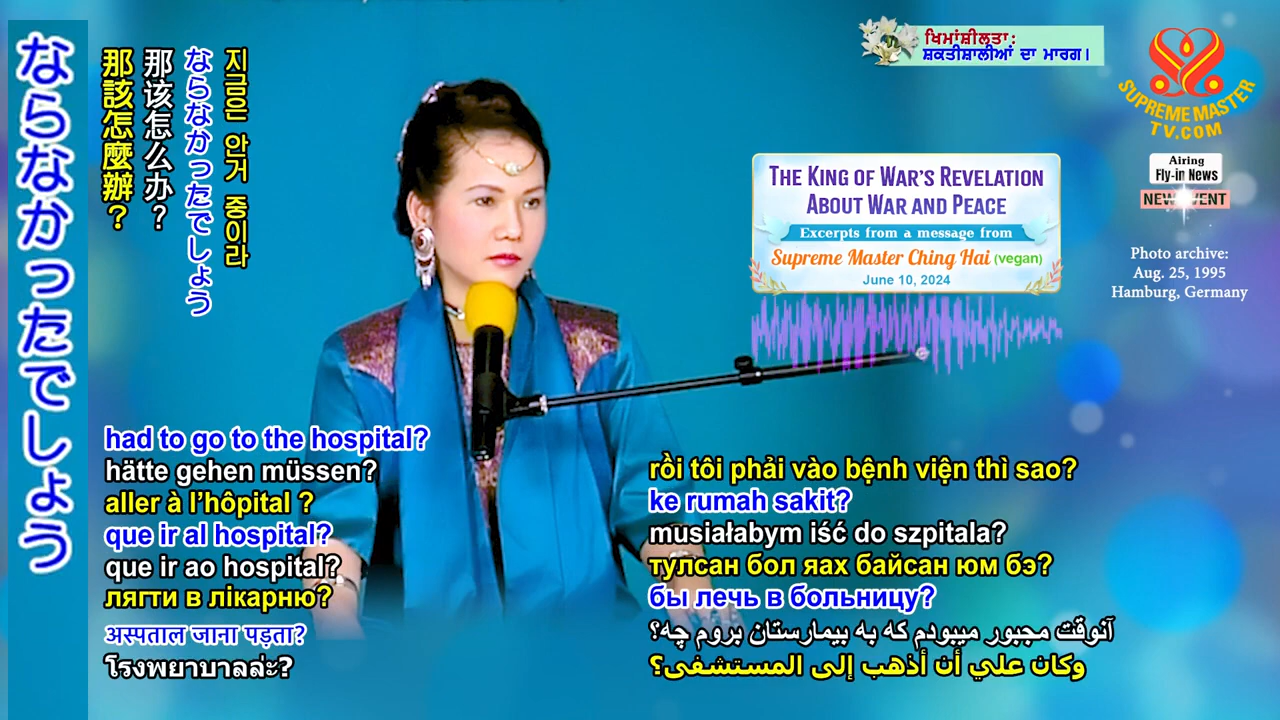 ならなかったでしょう
那該怎麼辦？
那该怎么办？
ならなかったでしょう
지금은 안거 중이라
ਖਿਮਾਂਸ਼ੀਲਤਾ:
ਸ਼ਕਤੀਸ਼ਾਲੀਆਂ ਦਾ ਮਾਰਗ।
SUPREME MASTER
TV.COM
Airing
Fly-in News
THE KING OF WAR'S REVELATION
ABOUT WAR AND PEACE
Excerpts from a message from
Supreme Master Ching Hai (vegan)
June 10, 2024
Photo archive:
Aug. 25, 1995
Hamburg, Germany
had to go to the hospital?
hätte gehen müssen?
aller à l'hôpital ?
que ir al hospital?
que ir ao hospital?
лягти в лікарню?
अस्पताल जाना पड़ता?
โรงพยาบาลล่ะ?
rồi tôi phải vào bệnh viện thì sao?
ke rumah sakit?
musiałabym iść do szpitala?
тулсан бол яах байсан юм бэ?
бы лечь в больницу?
آنوقت مجبور میبودم که به بیمارستان بروم چه؟
وكان علي أن أذهب إلى المستشفى؟